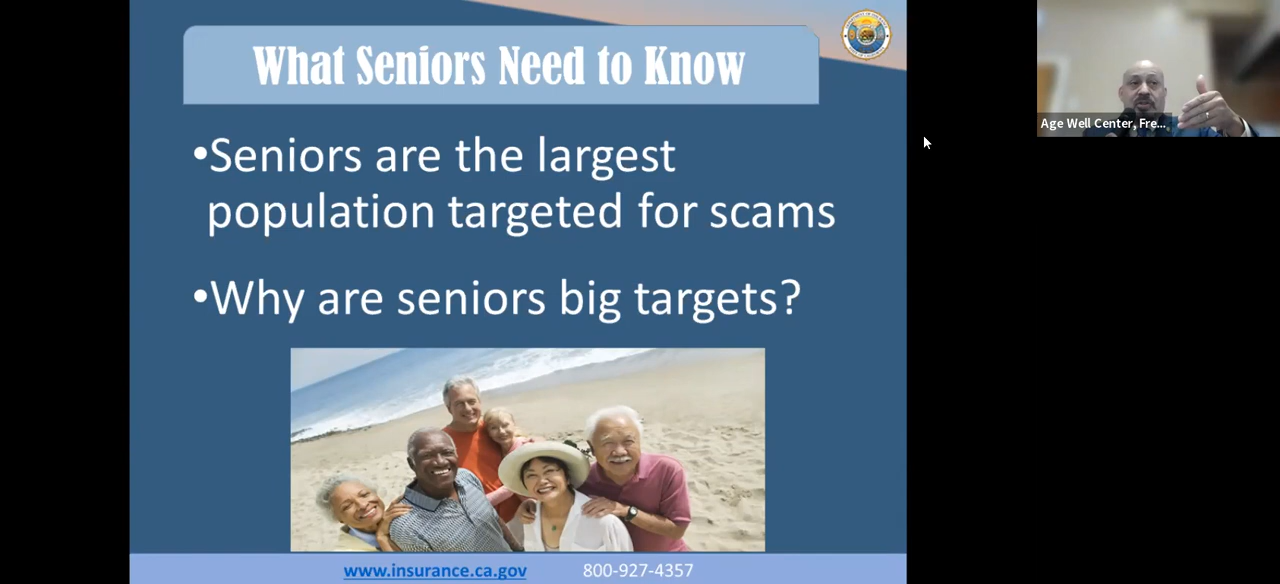 What Seniors Need to Know
•Seniors are the largest
population targeted for scams
•Why are seniors big targets?
www.insurance.ca.gov 800-927-4357
Age Well Center, Fre...